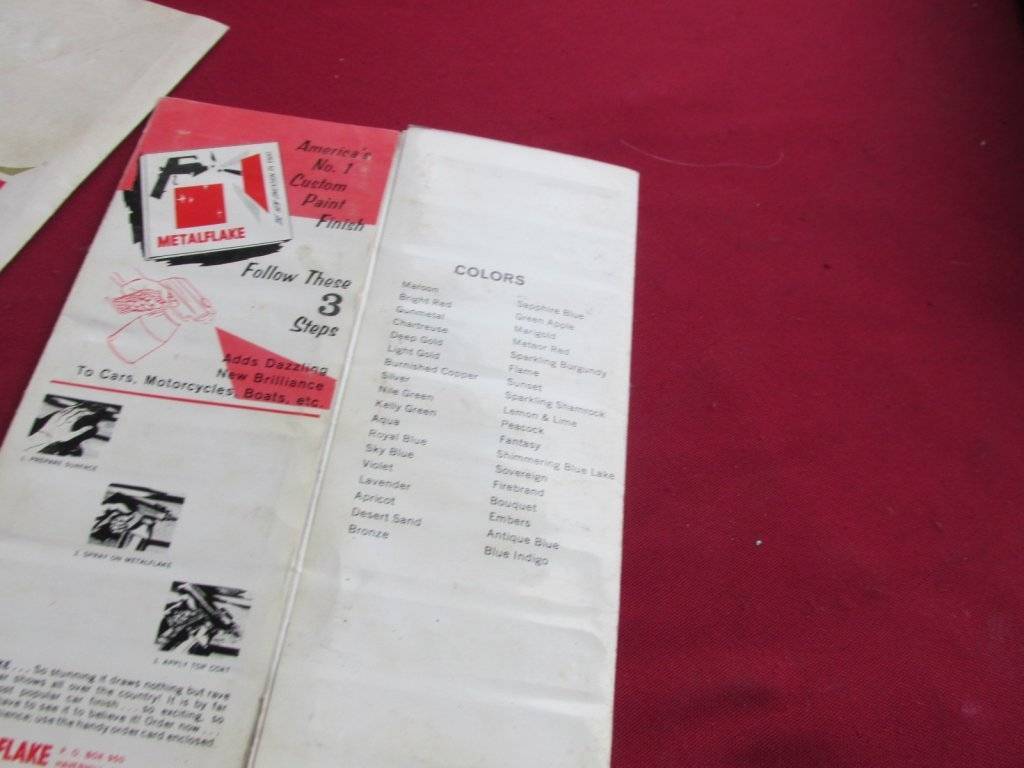 America's
No. 1
Custom
Paint
Finish
METALFLAKE
Follow These
3
Steps
Adds Dazzling
New Brilliance
To Cars, Motorcycles, Boats, etc.
1. PREPARE SURFACE
2. SPRAY ON METALFLAKE
3. APPLY TOP COAT
... So stunning it draws nothing but rave
shows all over the country! It is by far
popular car finish ... so exciting, so
to see it to believe it! Order now ...
use the handy order card enclosed.
FLAKE P. O. BOX 950
COLORS
Maroon
Bright Red
Gunmetal
Chartreuse
Deep Gold
Light Gold
Burnished Copper
Silver
Nile Green
Kelly Green
Aqua
Royal Blue
Sky Blue
Violet
Lavender
Apricot
Desert Sand
Bronze
Sapphire Blue
Green Apple
Marigold
Meteor Red
Sparkling Burgundy
Flame
Sunset
Sparkling Shamrock
Lemon & Lime
Peacock
Fantasy
Shimmering Blue Lake
Sovereign
Firebrand
Bouquet
Embers
Antique Blue
Blue Indigo